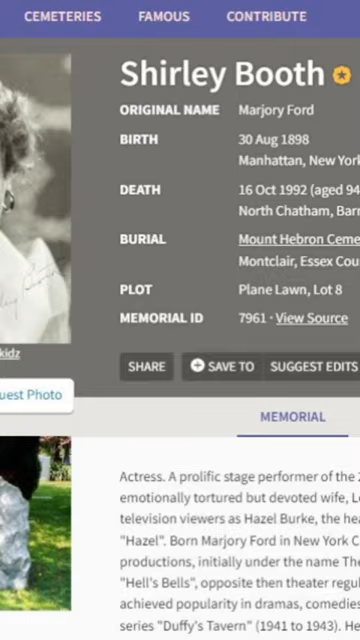 CEMETERIES FAMOUS CONTRIBUTE
Shirley Booth
ORIGINAL NAME Marjory Ford
BIRTH 30 Aug 1898
Manhattan, New York
DEATH 16 Oct 1992 (aged 94
North Chatham, Barn
BURIAL Mount Hebron Ceme
Montclair, Essex Cou
PLOT Plane Lawn, Lot 8
MEMORIAL ID 7961 · View Source
kidz
SHARE SAVE TO SUGGEST EDITS
uest Photo
MEMORIAL
Actress. A prolific stage performer of the 2
emotionally tortured but devoted wife, L
television viewers as Hazel Burke, the hea
"Hazel". Born Marjory Ford in New York C
productions, initially under the name The
"Hell's Bells", opposite then theater regul
achieved popularity in dramas, comedies
series "Duffy's Tavern" (1941 to 1943). He